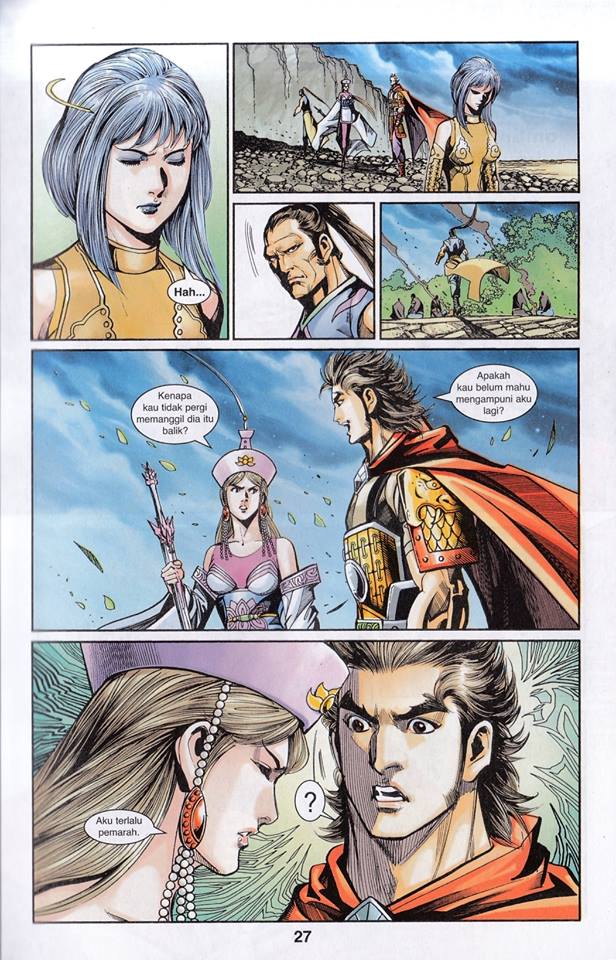 Hah...
Kenapa
kau tidak pergi
memanggil dia itu
balik?
Apakah
kau belum mahu
mengampuni aku
lagi?
Aku terlalu
pemarah.
?
27